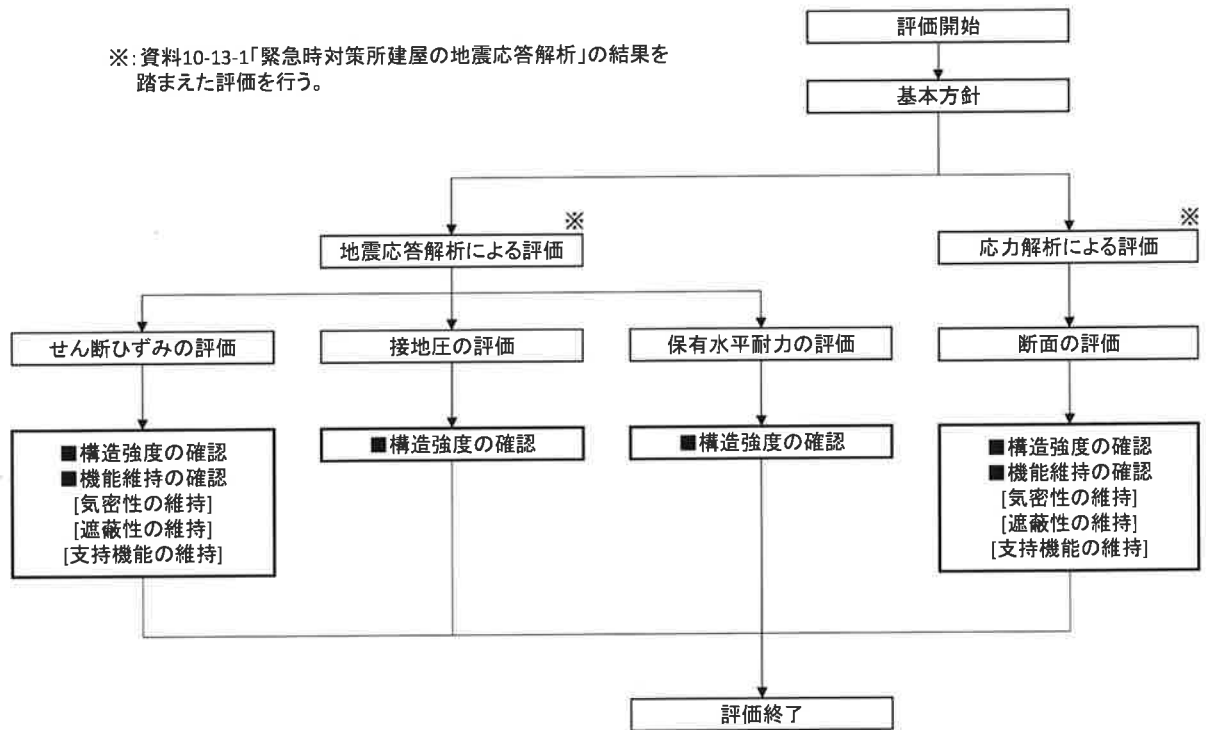 評価開始
※:資料10-13-1「緊急時対策所建屋の地震応答解析」の結果を
踏まえた評価を行う。
基本方針
※
※
地震応答解析による評価
応力解析による評価
せん断ひずみの評価
接地圧の評価
保有水平耐力の評価
断面の評価
■構造強度の確認
■機能維持の確認
[気密性の維持]
[遮蔽性の維持]
[支持機能の維持]
■構造強度の確認
■構造強度の確認
■構造強度の確認
■機能維持の確認
[気密性の維持]
[遮蔽性の維持]
[支持機能の維持]
評価終了